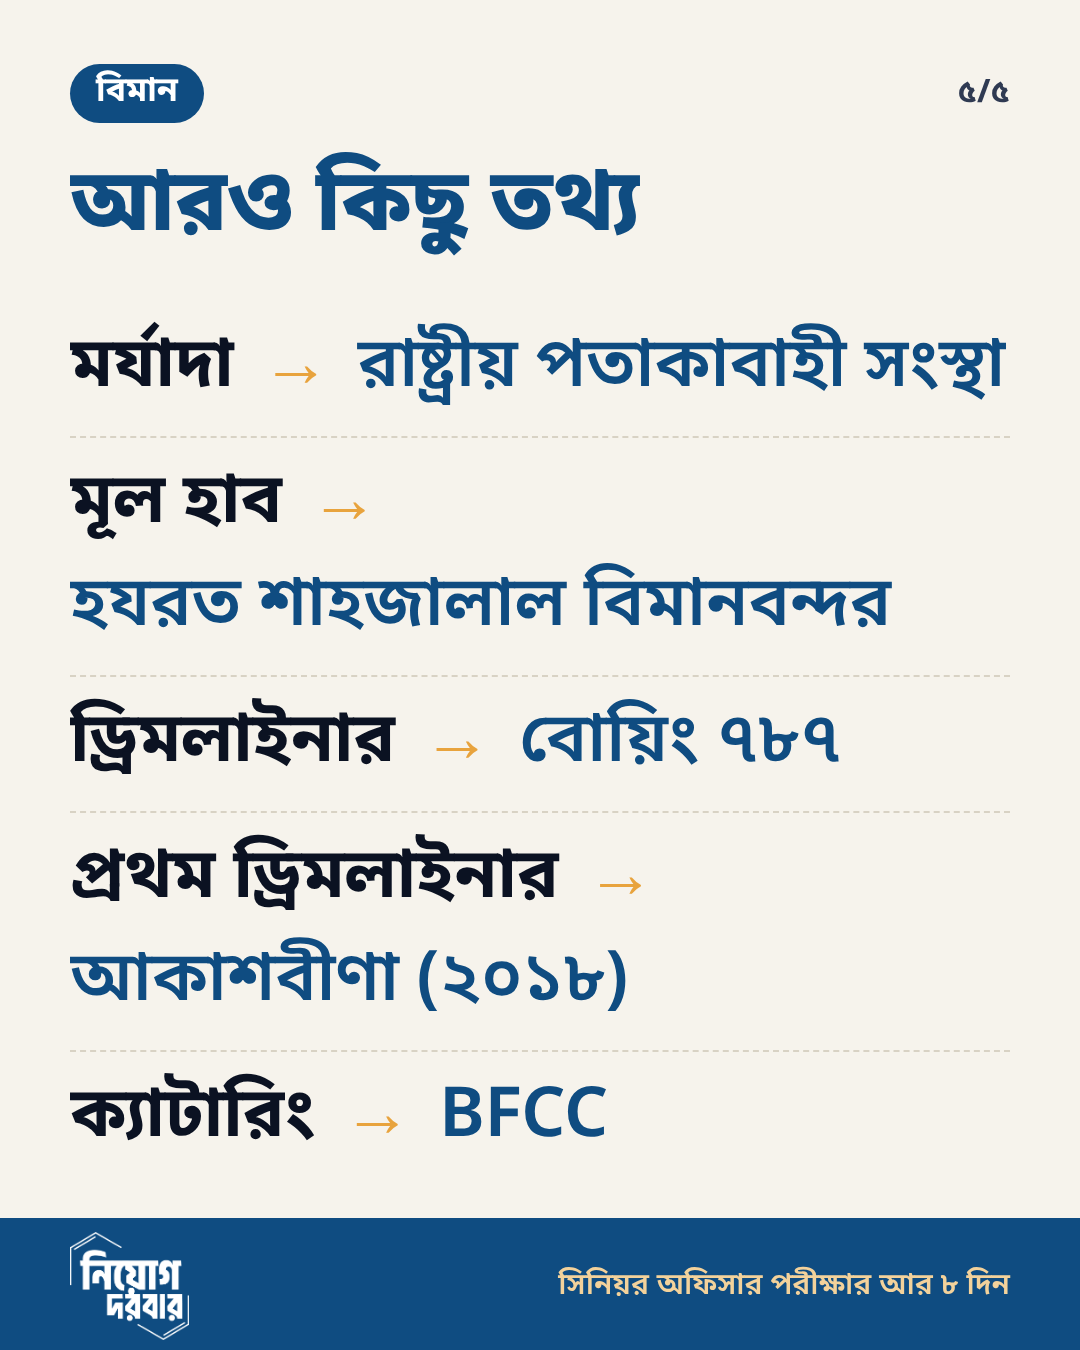 বিমান
৫/৫
আরও কিছু তথ্য
মর্যাদা → রাষ্ট্রীয় পতাকাবাহী সংস্থা
মূল হাব →
হযরত শাহজালাল বিমানবন্দর
ড্রিমলাইনার → বোয়িং ৭৮৭
প্রথম ড্রিমলাইনার →
আকাশবীণা (২০১৮)
ক্যাটারিং → BFCC
নিয়োগ
দরবার
সিনিয়র অফিসার পরীক্ষার আর ৮ দিন